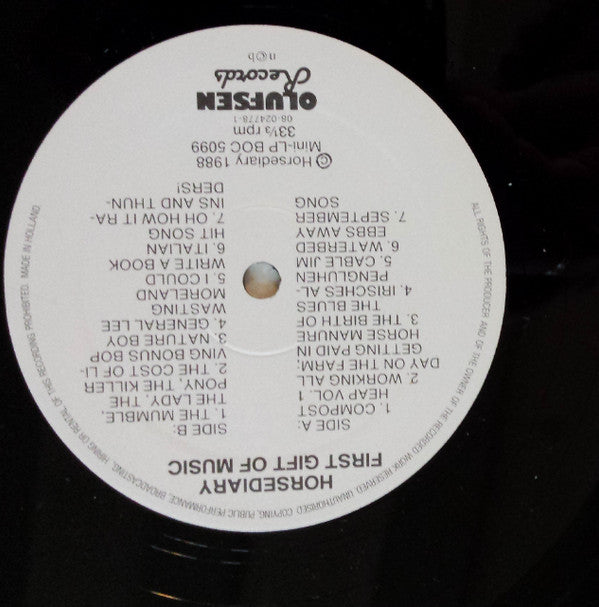 HORSEDIARY
FIRST GIFT OF MUSIC
SIDE A:
1. COMPOST
HEAP VOL. 1
2. WORKING ALL
DAY ON THE FARM;
GETTING PAID IN
HORSE MANURE
3. THE BIRTH OF
THE BLUES
4. IRISCHES AL-
PENGLUHEN
5. CABLE JIM
6. WATERBED
EBBS AWAY
7. SEPTEMBER
SONG
SIDE B:
1. THE MUMBLE,
THE LADY, THE
PONY, THE KILLER
2. THE COST OF LI-
VING BONUS BOP
3. NATURE BOY
4. GENERAL LEE
WASTING
MORELAND
5. I COULD
WRITE A BOOK
6. ITALIAN
HIT SONG
7. OH HOW IT RA-
INS AND THUN-
DERS!
© Horsediary 1988
Mini-LP BOC 5099
33⅓ rpm
08-024778-1
OLUFSEN
Records
n©b
ALL RIGHTS OF THE PRODUCER AND OF THE OWNER OF THE RECORDED WORK RESERVED. UNAUTHORISED COPYING, PUBLIC PERFORMANCE, BROADCASTING, HIRING OR RENTAL OF THIS RECORDING PROHIBITED. MADE IN HOLLAND